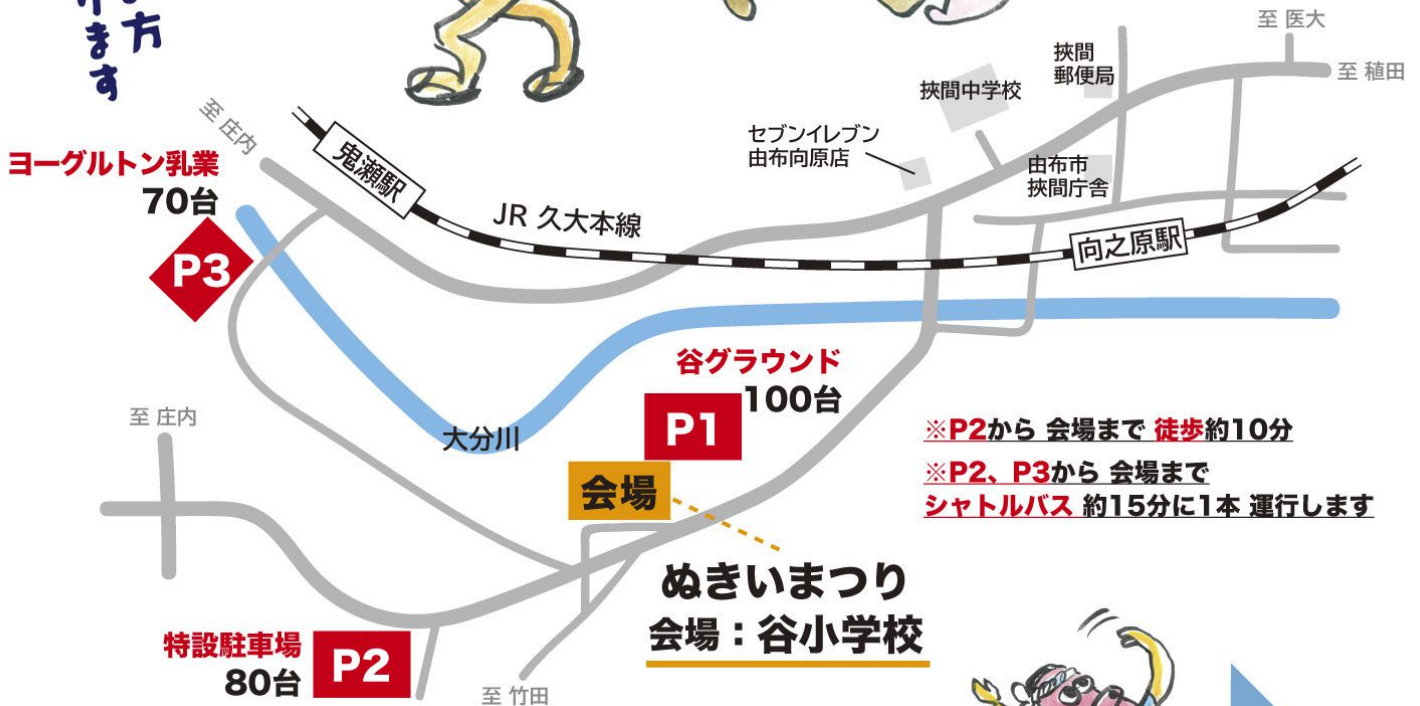 方
ります
至 医大
至 稙田
挾間
郵便局
挾間中学校
セブンイレブン
由布向原店
由布市
挾間庁舎
至 庄内
鬼瀬駅
JR 久大本線
向之原駅
ヨーグルトン乳業
70台
P3
谷グラウンド
100台
P1
大分川
至 庄内
会場
※P2から 会場まで 徒歩約10分
※P2、P3から 会場まで
シャトルバス 約15分に1本 運行します
ぬきいまつり
会場：谷小学校
特設駐車場
80台
P2
至 竹田